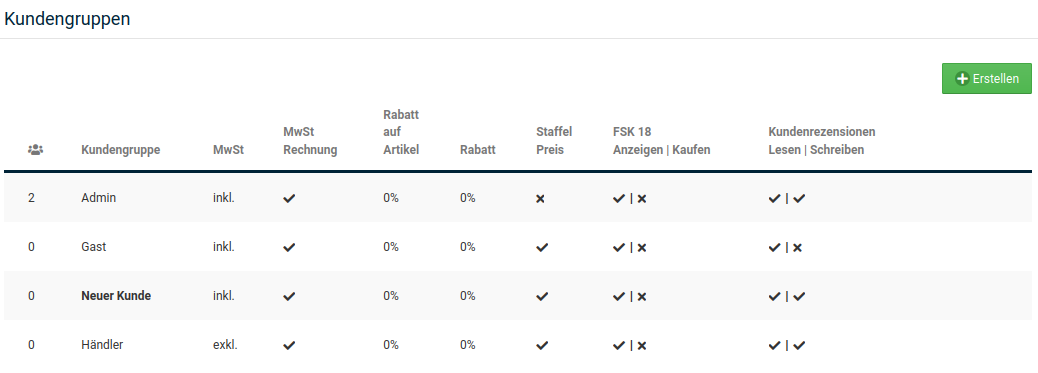 Kundengruppen
Erstellen
Kundengruppe MwSt MwSt Rechnung Rabatt auf Artikel Rabatt Staffel Preis FSK 18 Anzeigen | Kaufen Kundenrezensionen Lesen | Schreiben
2 Admin inkl. ✔ 0% 0% ✖ ✔ | ✖ ✔ | ✔
0 Gast inkl. ✔ 0% 0% ✔ ✔ | ✖ ✔ | ✖
0 Neuer Kunde inkl. ✔ 0% 0% ✔ ✔ | ✖ ✔ | ✔
0 Händler exkl. ✔ 0% 0% ✔ ✔ | ✖ ✔ | ✔